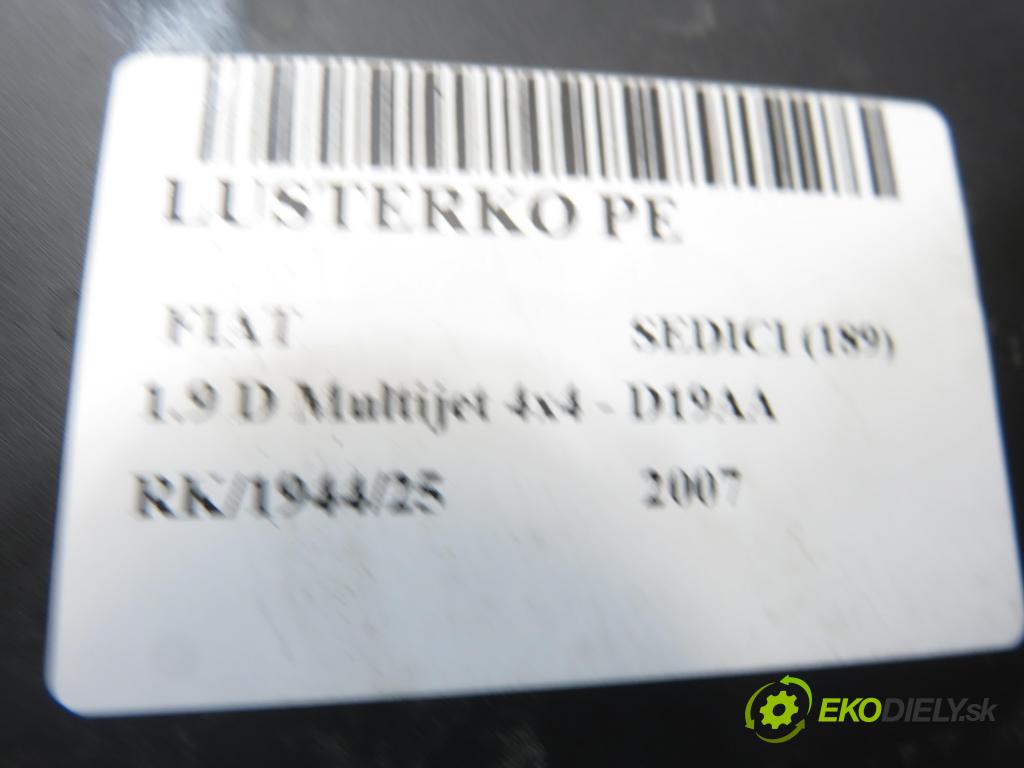 LUSTERKO PE
FIAT SEDICI (189)
1.9 D Multijet 4x4 - D19AA
RK/1944/25 2007
EKODIELY.sk